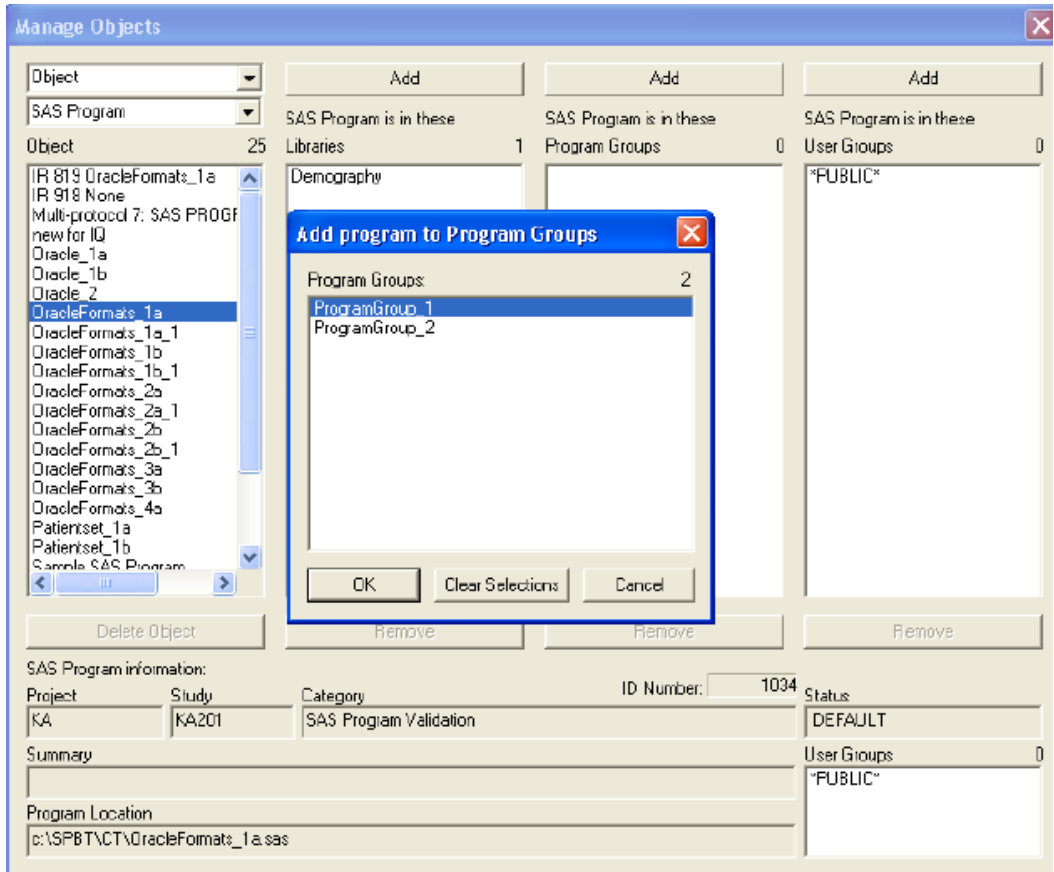 Manage Objects
Object
Add
Add
Add
SAS Program
SAS Program is in these
SAS Program is in these
SAS Program is in these
Object 25
Libraries 1
Program Groups 0
User Groups 0
IR 819 OracleFormats_1a
IR 918 None
Multi-protocol 7: SAS PROGF
new for IQ
Oracle_1a
Oracle_1b
Oracle_2
OracleFormats_1a
OracleFormats_1a_1
OracleFormats_1b
OracleFormats_1b_1
OracleFormats_2a
OracleFormats_2a_1
OracleFormats_2b
OracleFormats_2b_1
OracleFormats_3a
OracleFormats_3b
OracleFormats_4a
Patientset_1a
Patientset_1b
Sample SAS Program
Demography
*PUBLIC*
Add program to Program Groups
Program Groups: 2
ProgramGroup_1
ProgramGroup_2
OK
Clear Selections
Cancel
Delete Object
Remove
Remove
Remove
SAS Program information:
Project
Study
Category
ID Number: 1034
Status
KA
KA201
SAS Program Validation
DEFAULT
Summary
User Groups 0
*PUBLIC*
Program Location
c:\SPBT\CT\OracleFormats_1a.sas